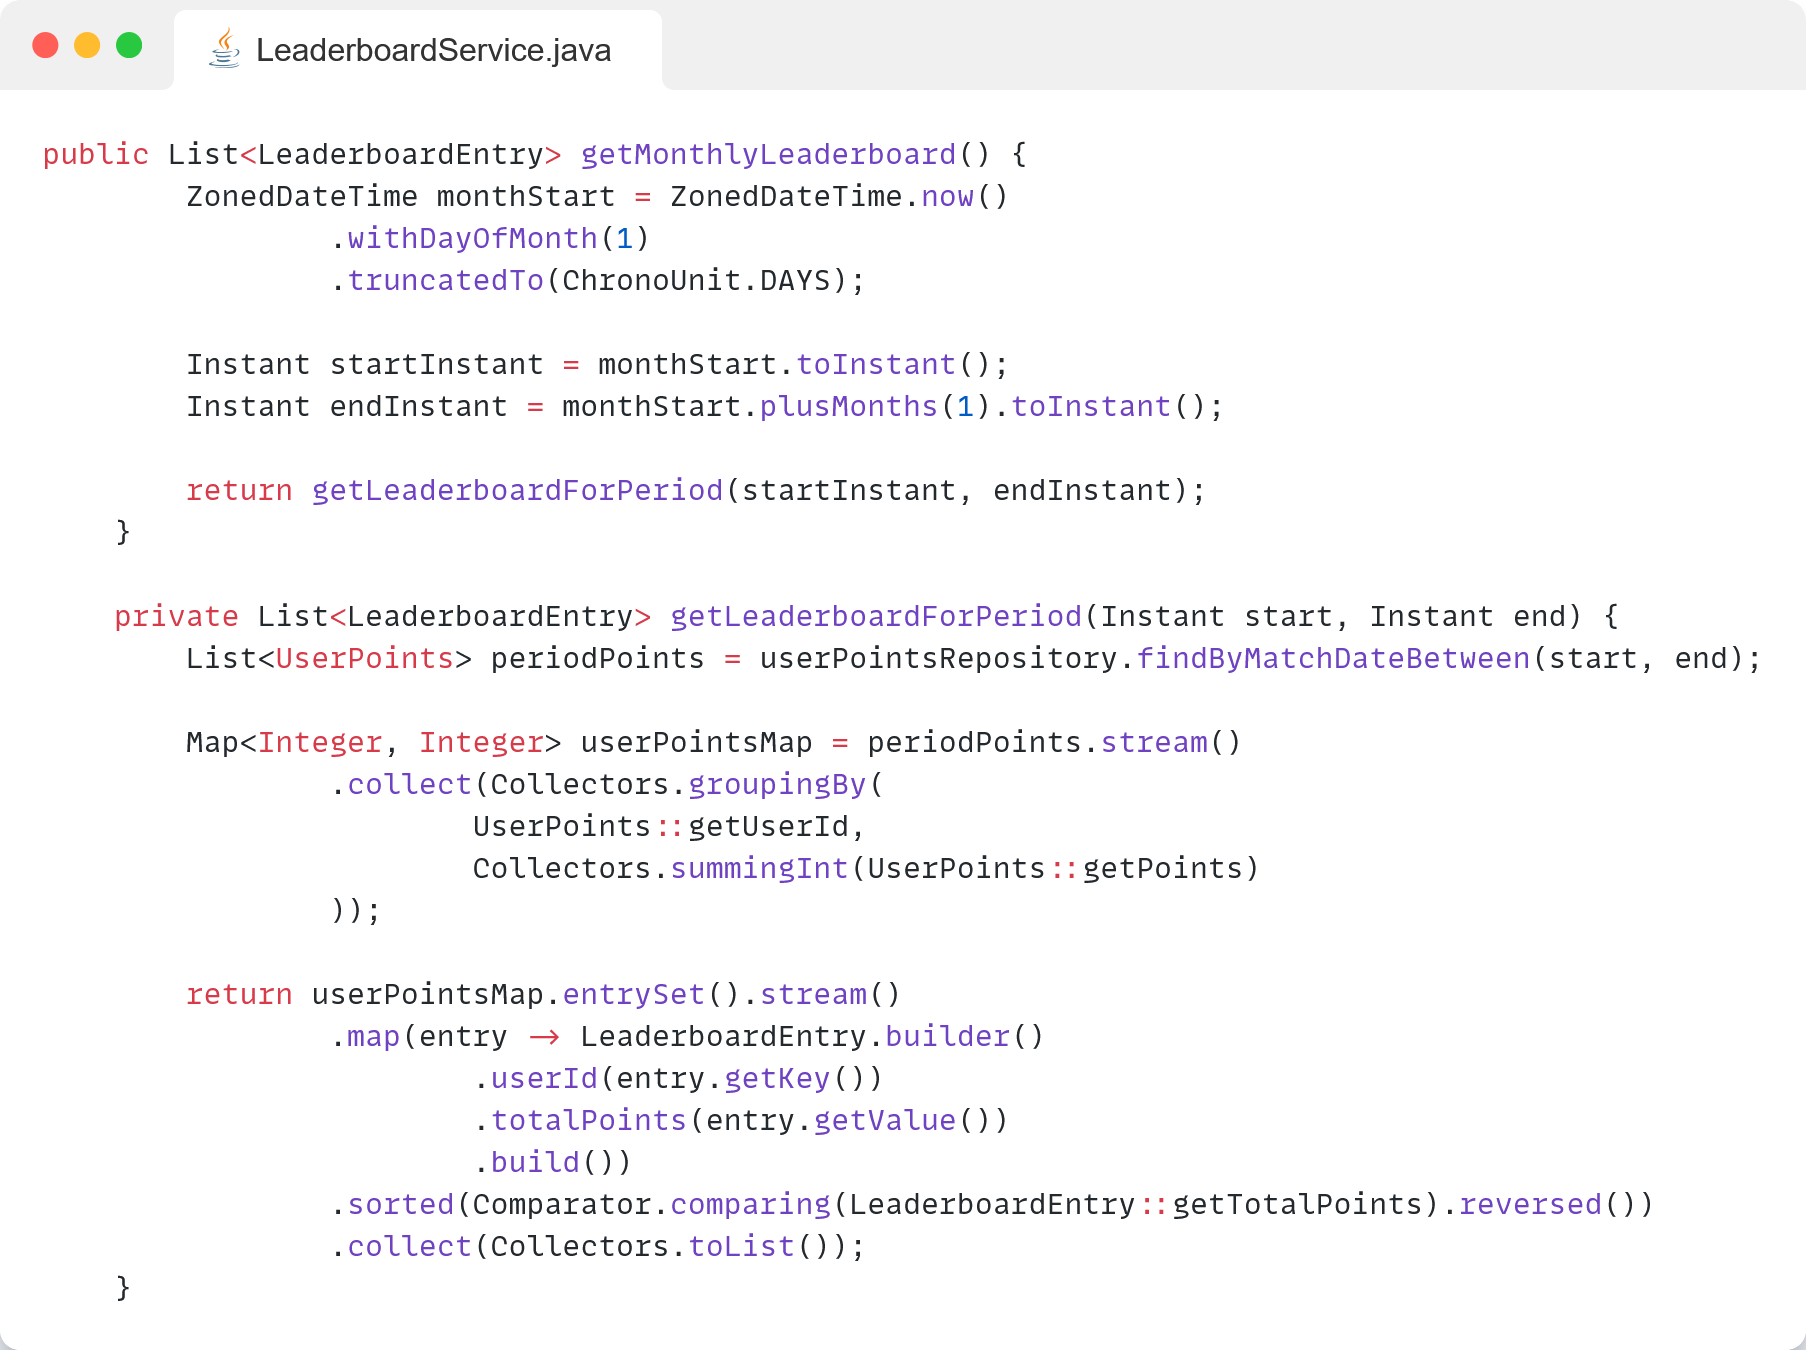 LeaderboardService.java
public List<LeaderboardEntry> getMonthlyLeaderboard() {
        ZonedDateTime monthStart = ZonedDateTime.now()
                .withDayOfMonth(1)
                .truncatedTo(ChronoUnit.DAYS);

        Instant startInstant = monthStart.toInstant();
        Instant endInstant = monthStart.plusMonths(1).toInstant();

        return getLeaderboardForPeriod(startInstant, endInstant);
    }

    private List<LeaderboardEntry> getLeaderboardForPeriod(Instant start, Instant end) {
        List<UserPoints> periodPoints = userPointsRepository.findByMatchDateBetween(start, end);

        Map<Integer, Integer> userPointsMap = periodPoints.stream()
                .collect(Collectors.groupingBy(
                        UserPoints::getUserId,
                        Collectors.summingInt(UserPoints::getPoints)
                ));

        return userPointsMap.entrySet().stream()
                .map(entry -> LeaderboardEntry.builder()
                        .userId(entry.getKey())
                        .totalPoints(entry.getValue())
                        .build())
                .sorted(Comparator.comparing(LeaderboardEntry::getTotalPoints).reversed())
                .collect(Collectors.toList());
    }